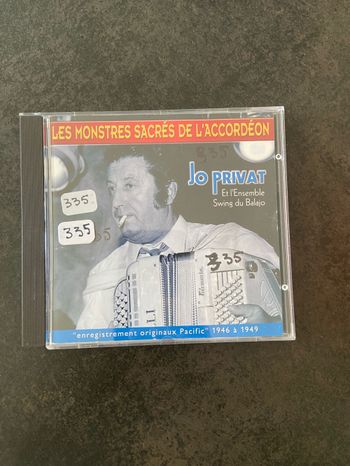 LES MONSTRES SACRÉS DE L'ACCORDÉON
335
JO PRIVAT
Et l'Ensemble
Swing du Balajo
335
335
335
"enregistrement originaux Pacific" 1946 à 1949